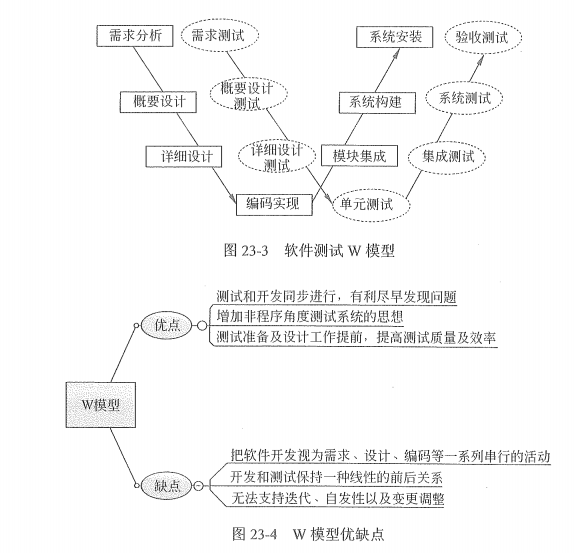 需求分析
需求测试
系统安装
验收测试
概要设计
概要设计
测试
系统构建
系统测试
详细设计
详细设计
测试
模块集成
集成测试
编码实现
单元测试
图 23-3 软件测试 W 模型
测试和开发同步进行，有利尽早发现问题
优点
增加非程序角度测试系统的思想
测试准备及设计工作提前，提高测试质量及效率
W模型
把软件开发视为需求、设计、编码等一系列串行的活动
缺点
开发和测试保持一种线性的前后关系
无法支持迭代、自发性以及变更调整
图 23-4 W 模型优缺点